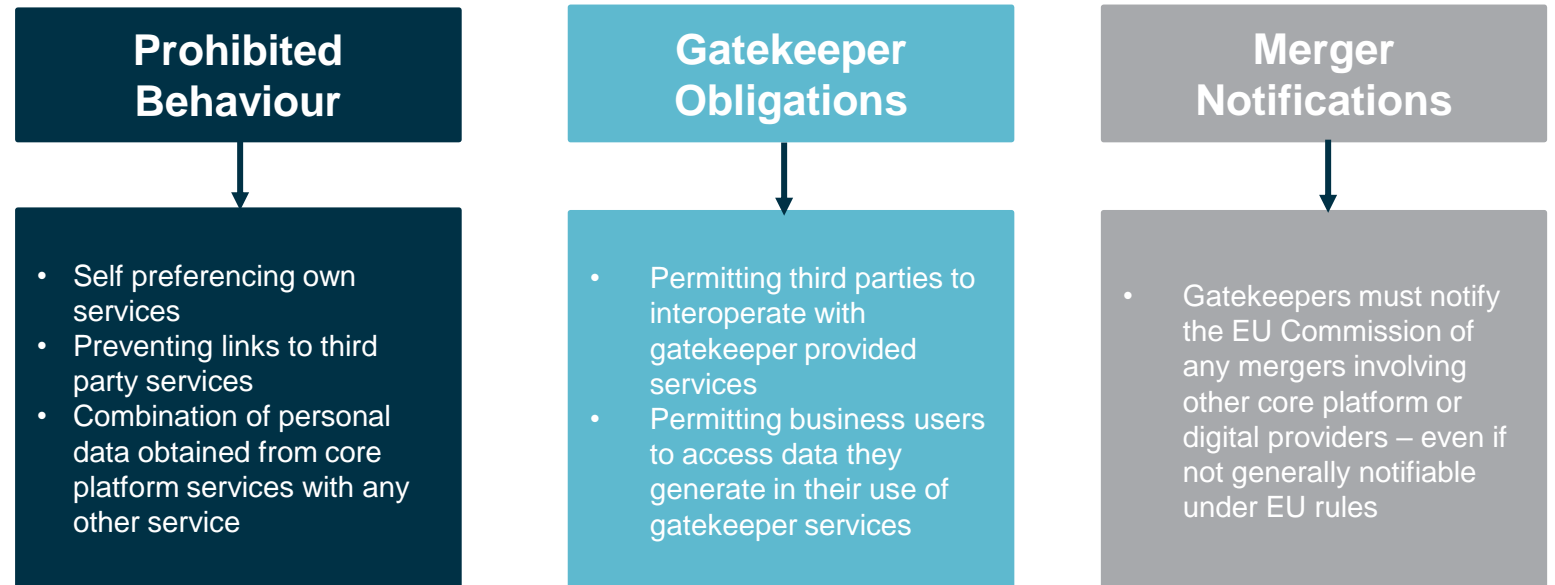 Prohibited
Behaviour
• Self preferencing own
services
• Preventing links to third
party services
• Combination of personal
data obtained from core
platform services with any
other service
Gatekeeper
Obligations
• Permitting third parties to
interoperate with
gatekeeper provided
services
• Permitting business users
to access data they
generate in their use of
gatekeeper services
Merger
Notifications
• Gatekeepers must notify
the EU Commission of
any mergers involving
other core platform or
digital providers – even if
not generally notifiable
under EU rules